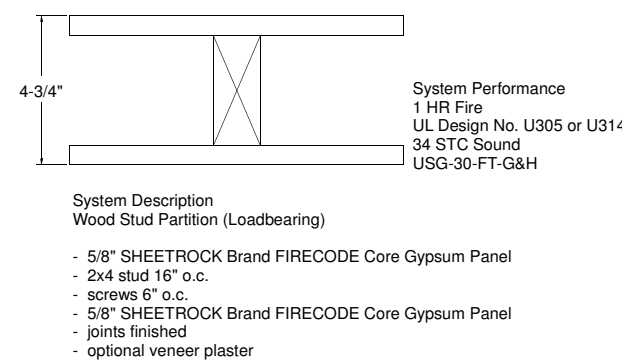 4-3/4"
System Performance
1 HR Fire
UL Design No. U305 or U314
34 STC Sound
USG-30-FT-G&H
System Description
Wood Stud Partition (Loadbearing)
- 5/8" SHEETROCK Brand FIRECODE Core Gypsum Panel
- 2x4 stud 16" o.c.
- screws 6" o.c.
- 5/8" SHEETROCK Brand FIRECODE Core Gypsum Panel
- joints finished
- optional veneer plaster